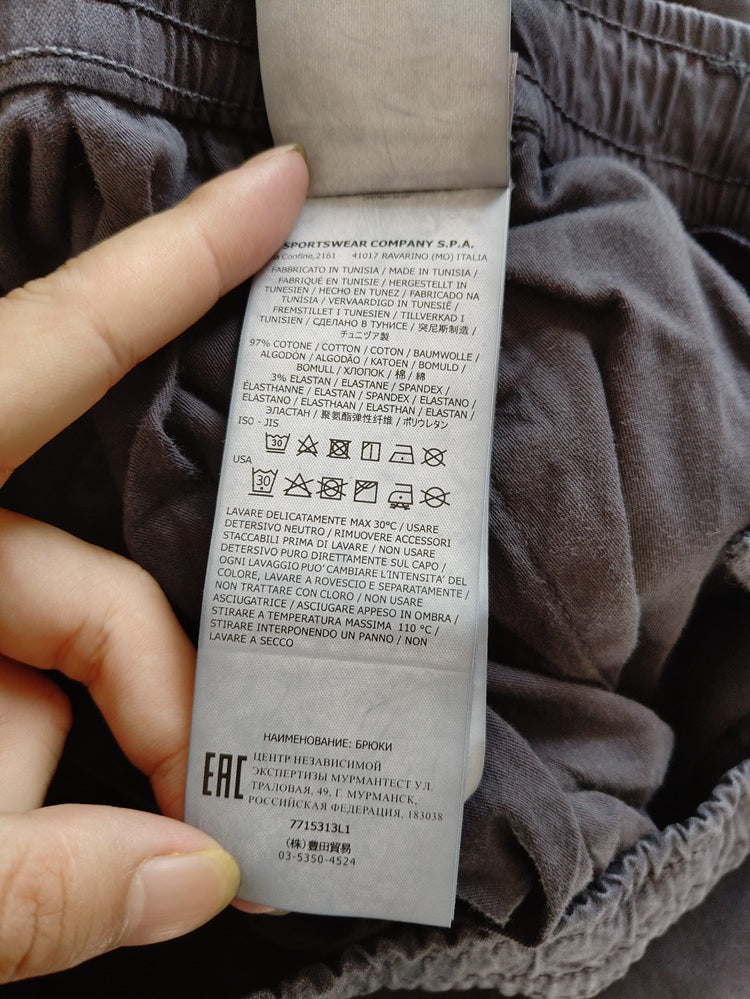 SPORTSWEAR COMPANY S.P.A.
Confine,2161 41017 RAVARINO (MO) ITALIA
FABBRICATO IN TUNISIA / MADE IN TUNISIA /
FABRIQUÉ EN TUNISIE / HERGESTELLT IN
TUNESIEN / HECHO EN TUNEZ / FABRICADO NA
TUNÍSIA / VERVAARDIGD IN TUNESIË /
FREMSTILLET I TUNESIEN / TILLVERKAD I
TUNISIEN / СДЕЛАНО В ТУНИСЕ / 突尼斯制造 /
チュニヴァ製
97% COTONE / COTTON / COTON / BAUMWOLLE /
ALGODÓN / ALGODÃO / KATOEN / BOMULD /
BOMULL / ХЛОПОК / 棉 / 綿
3% ELASTAN / ELASTANE / SPANDEX /
ÉLASTHANNE / ELASTAN / SPANDEX / ELASTANO /
ELASTANO / ELASTHAAN / ELASTHAN / ELASTAN /
ЭЛАСТАН / 聚氨酯弹性纤维 / ポリウレタン
ISO - JIS
30
USA
30
LAVARE DELICATAMENTE MAX 30°C / USARE
DETERSIVO NEUTRO / RIMUOVERE ACCESSORI
STACCABILI PRIMA DI LAVARE / NON USARE
DETERSIVO PURO DIRETTAMENTE SUL CAPO /
OGNI LAVAGGIO PUO' CAMBIARE L'INTENSITA' DEL
COLORE, LAVARE A ROVESCIO E SEPARATAMENTE /
NON TRATTARE CON CLORO / NON USARE
ASCIUGATRICE / ASCIUGARE APPESO IN OMBRA /
STIRARE A TEMPERATURA MASSIMA 110 °C /
STIRARE INTERPONENDO UN PANNO / NON
LAVARE A SECCO
НАИМЕНОВАНИЕ: БРЮКИ
EAC
ЦЕНТР НЕЗАВИСИМОЙ
ЭКСПЕРТИЗЫ МУРМАНТЕСТ УЛ.
ТРАЛОВАЯ, 49, Г. МУРМАНСК,
РОССИЙСКАЯ ФЕДЕРАЦИЯ, 183038
7715313L1
(株)豊田貿易
03-5350-4524